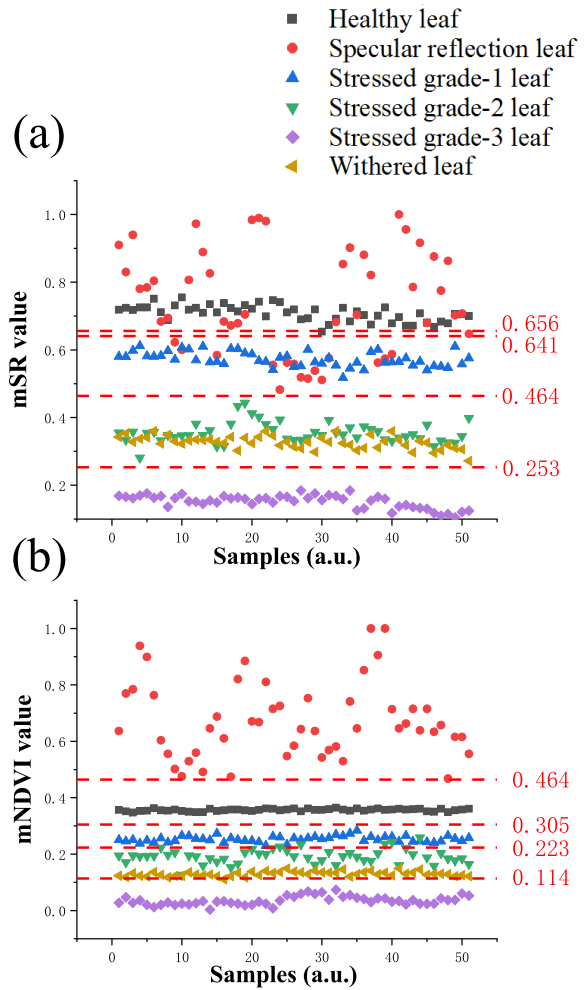 Healthy leaf
Specular reflection leaf
Stressed grade-1 leaf
Stressed grade-2 leaf
Stressed grade-3 leaf
Withered leaf
(a)
mSR value
1.0
0.8
0.6
0.4
0.2
0.656
0.641
0.464
0.253
0 10 20 30 40 50
Samples (a.u.)
(b)
mNDVI value
1.0
0.8
0.6
0.4
0.2
0.0
0.464
0.305
0.223
0.114
0 10 20 30 40 50
Samples (a.u.)